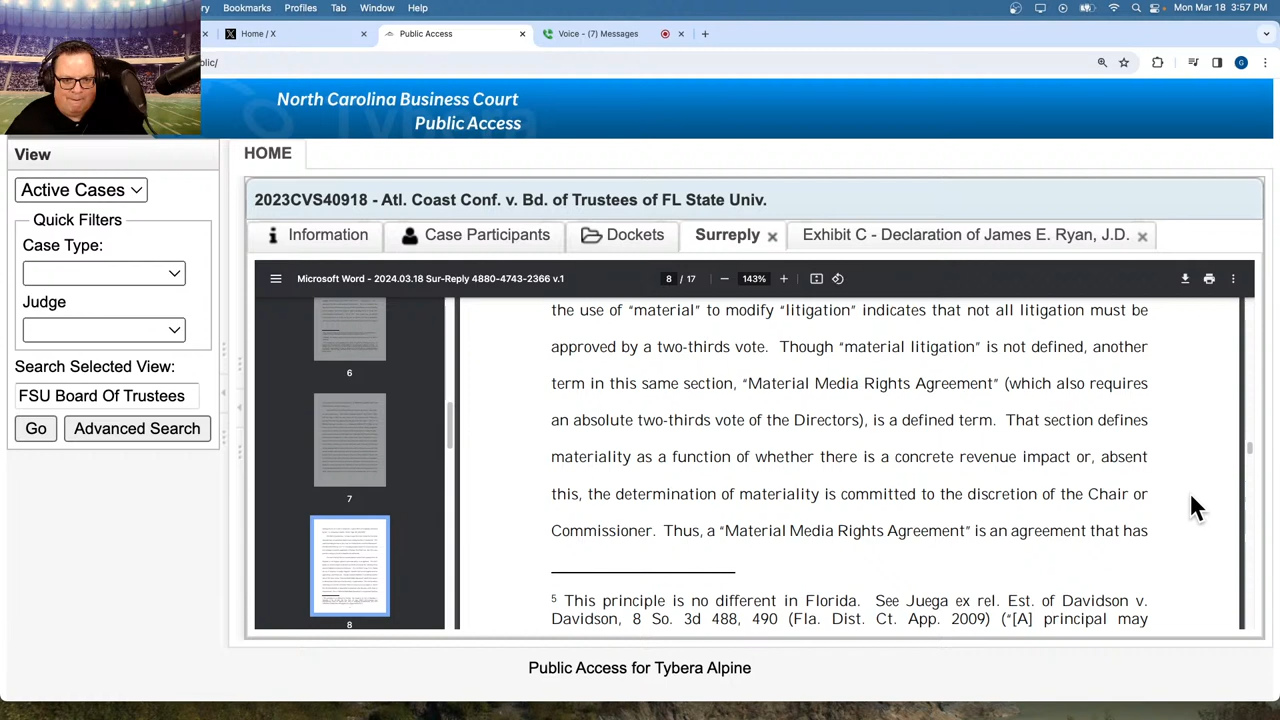 Bookmarks Profiles Tab Window Help Mon Mar 18 3:57 PM
Home / X Public Access Voice - (7) Messages
North Carolina Business Court
Public Access
View
HOME
Active Cases
2023CVS40918 - Atl. Coast Conf. v. Bd. of Trustees of FL State Univ.
Quick Filters
Information Case Participants Dockets Surreply Exhibit C - Declaration of James E. Ryan, J.D.
Case Type:
Microsoft Word - 2024.03.18 Sur-Reply 4880-4743-2366 v.1 8 / 17 143%
Judge
Search Selected View:
FSU Board Of Trustees
Go Advanced Search
6
7
8
the use of “material” to modify “litigation” indicates that not all litigation must be
approved by a two-thirds vote. Though “material litigation” is not defined, another
term in this same section, “Material Media Rights Agreement” (which also requires
an absolute two-thirds vote of the Directors), is a defined term. That section defines
materiality as a function of whether there is a concrete revenue impact or, absent
this, the determination of materiality is committed to the discretion of the Chair or
Commissioner. Thus, a “Material Media Rights Agreement” is an agreement that has
5 This principle is no different in Florida. See Juega ex rel. Est. of Davidson v.
Davidson, 8 So. 3d 488, 490 (Fla. Dist. Ct. App. 2009) (“[A] principal may
Public Access for Tybera Alpine